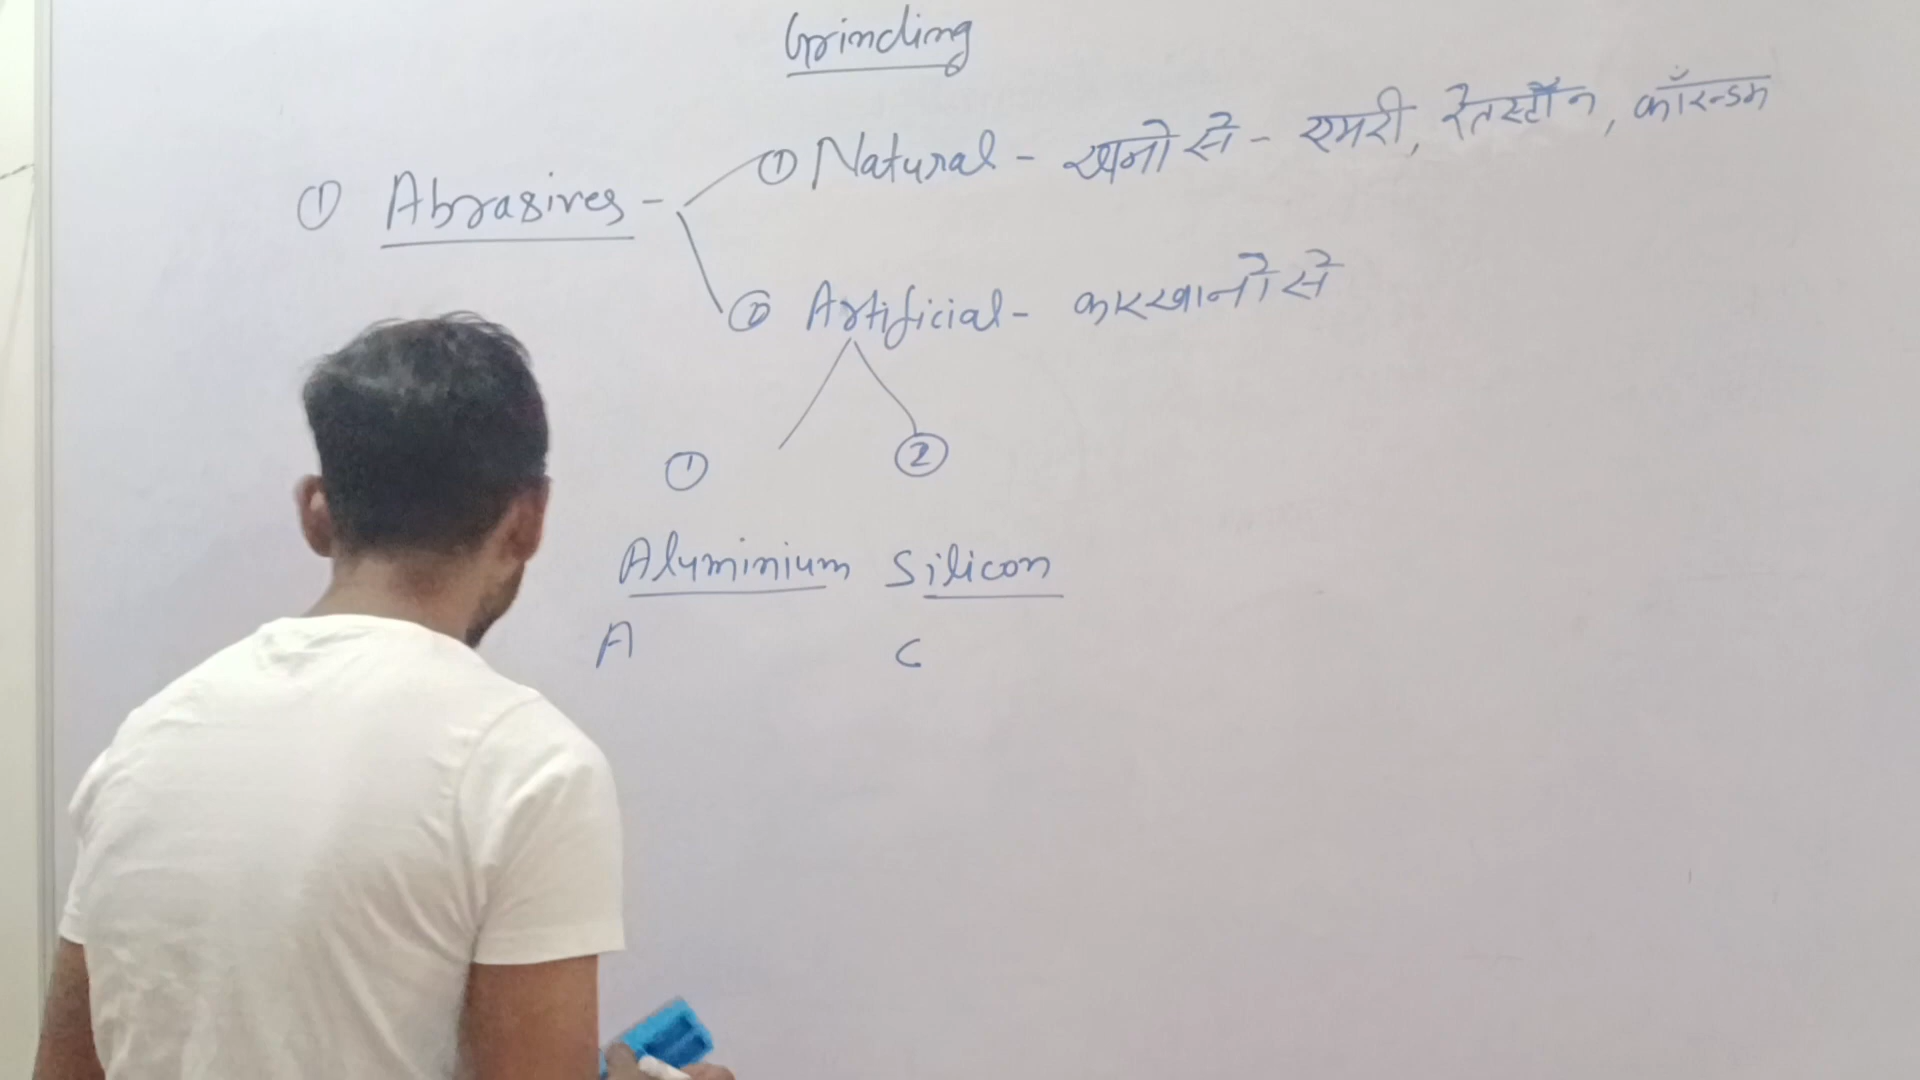 Grinding
① Abrasives - ① Natural - खानो से - एमरी, रेतस्टोन, कॉरन्डम
② Artificial - कारखानो से
① ②
Aluminium Silicon
A C